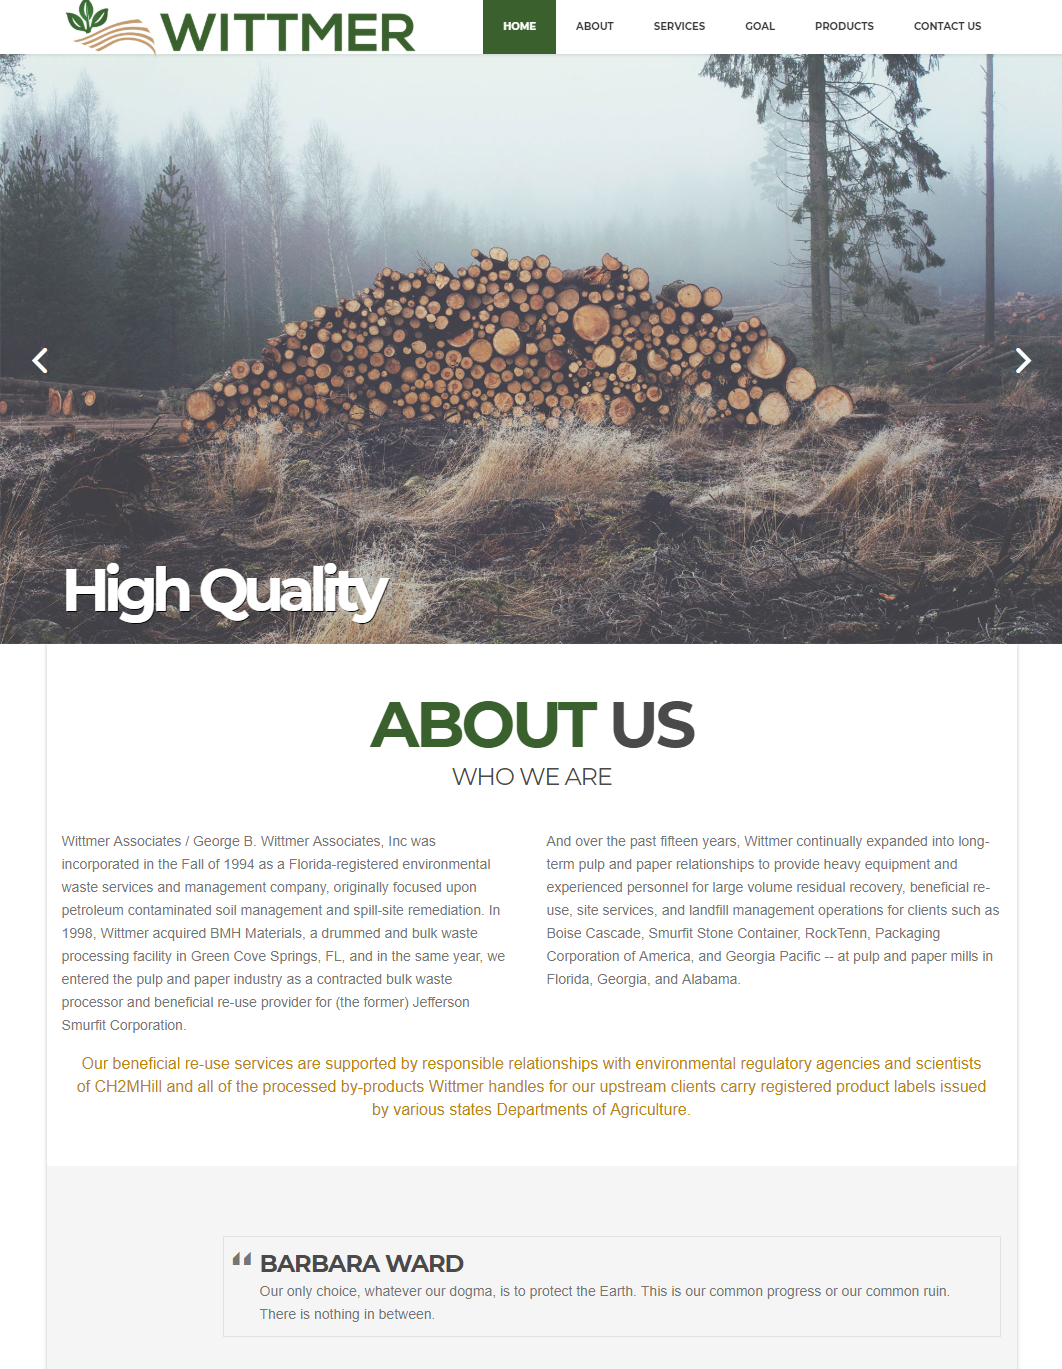 WITTMER
HOME ABOUT SERVICES GOAL PRODUCTS CONTACT US
High Quality
ABOUT US
WHO WE ARE
Wittmer Associates / George B. Wittmer Associates, Inc was
incorporated in the Fall of 1994 as a Florida-registered environmental
waste services and management company, originally focused upon
petroleum contaminated soil management and spill-site remediation. In
1998, Wittmer acquired BMH Materials, a drummed and bulk waste
processing facility in Green Cove Springs, FL, and in the same year, we
entered the pulp and paper industry as a contracted bulk waste
processor and beneficial re-use provider for (the former) Jefferson
Smurfit Corporation.
And over the past fifteen years, Wittmer continually expanded into long-
term pulp and paper relationships to provide heavy equipment and
experienced personnel for large volume residual recovery, beneficial re-
use, site services, and landfill management operations for clients such as
Boise Cascade, Smurfit Stone Container, RockTenn, Packaging
Corporation of America, and Georgia Pacific -- at pulp and paper mills in
Florida, Georgia, and Alabama.
Our beneficial re-use services are supported by responsible relationships with environmental regulatory agencies and scientists
of CH2MHill and all of the processed by-products Wittmer handles for our upstream clients carry registered product labels issued
by various states Departments of Agriculture.
BARBARA WARD
Our only choice, whatever our dogma, is to protect the Earth. This is our common progress or our common ruin.
There is nothing in between.